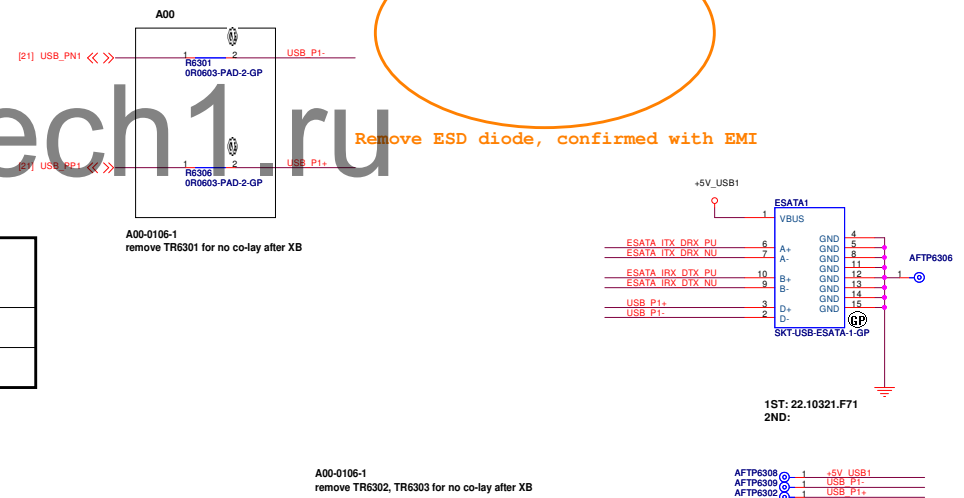 A00
[21] USB_PN1
1
2
USB_P1-
R6301
0R0603-PAD-2-GP
ech1.ru
Remove ESD diode, confirmed with EMI
[21] USB_PP1
1
2
USB_P1+
R6306
0R0603-PAD-2-GP
A00-0106-1
remove TR6301 for no co-lay after XB
+5V_USB1
ESATA1
1
VBUS
ESATA_ITX_DRX_PU 6 A+
ESATA_ITX_DRX_NU 7 A-
ESATA_IRX_DTX_PU 10 B+
ESATA_IRX_DTX_NU 9 B-
USB_P1+ 3 D+
USB_P1- 2 D-
GND 4
GND 5
GND 8
GND 11
GND 12
GND 13
GND 14
GND 15
AFTP6306
1
GP
SKT-USB-ESATA-1-GP
1ST: 22.10321.F71
2ND:
A00-0106-1
remove TR6302, TR6303 for no co-lay after XB
AFTP6308 1 +5V_USB1
AFTP6309 1 USB_P1-
AFTP6302 1 USB_P1+